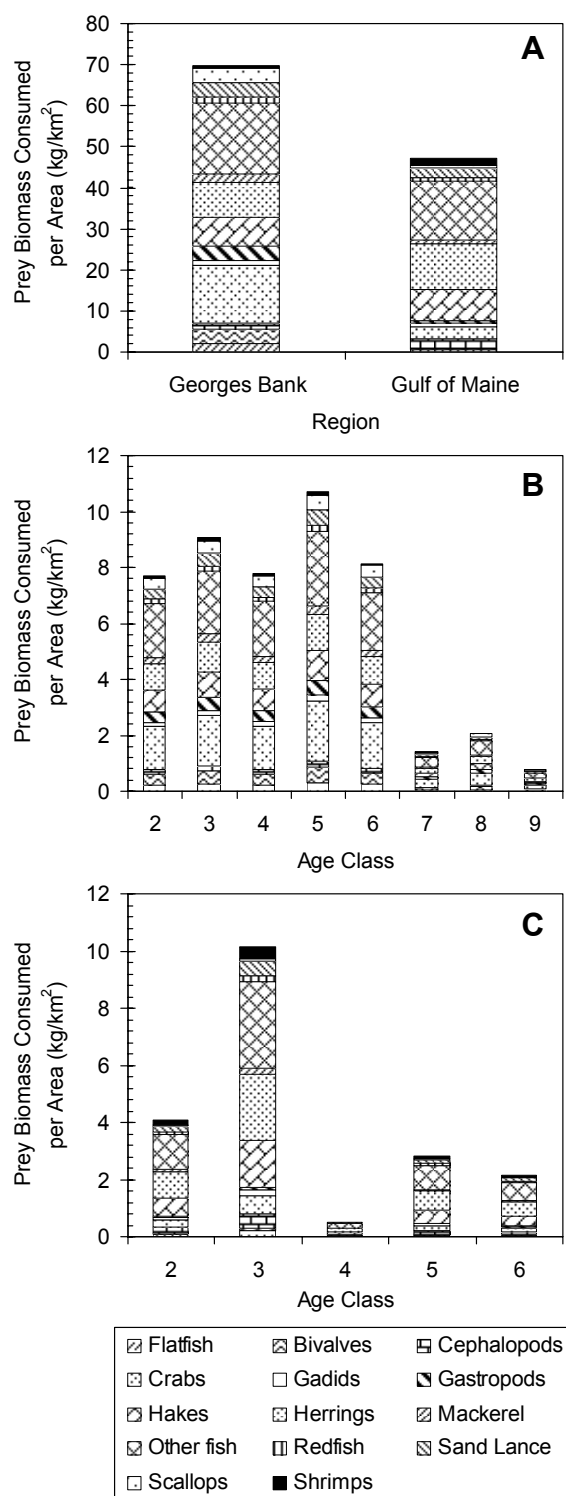 A
Prey Biomass Consumed
per Area (kg/km²)
80
70
60
50
40
30
20
10
0
Georges Bank Gulf of Maine
Region
B
Prey Biomass Consumed
per Area (kg/km²)
12
10
8
6
4
2
0
2 3 4 5 6 7 8 9
Age Class
C
Prey Biomass Consumed
per Area (kg/km²)
12
10
8
6
4
2
0
2 3 4 5 6
Age Class
Flatfish Bivalves Cephalopods
Crabs Gadids Gastropods
Hakes Herrings Mackerel
Other fish Redfish Sand Lance
Scallops Shrimps